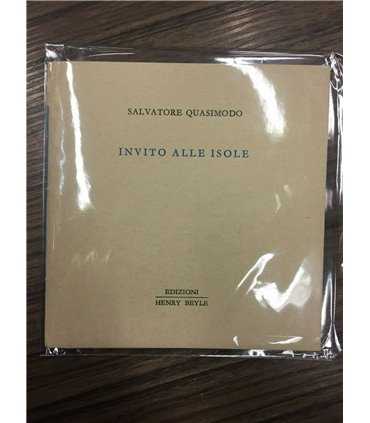 SALVATORE QUASIMODO
INVITO ALLE ISOLE
EDIZIONI
HENRY BEYLE